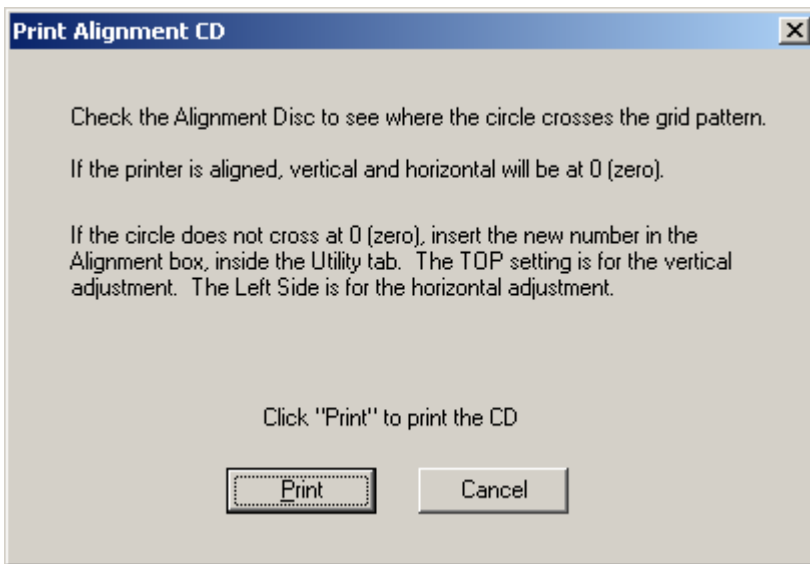 Print Alignment CD
Check the Alignment Disc to see where the circle crosses the grid pattern.
If the printer is aligned, vertical and horizontal will be at 0 (zero).
If the circle does not cross at 0 (zero), insert the new number in the
Alignment box, inside the Utility tab.  The TOP setting is for the vertical
adjustment.  The Left Side is for the horizontal adjustment.
Click "Print" to print the CD
Print Cancel